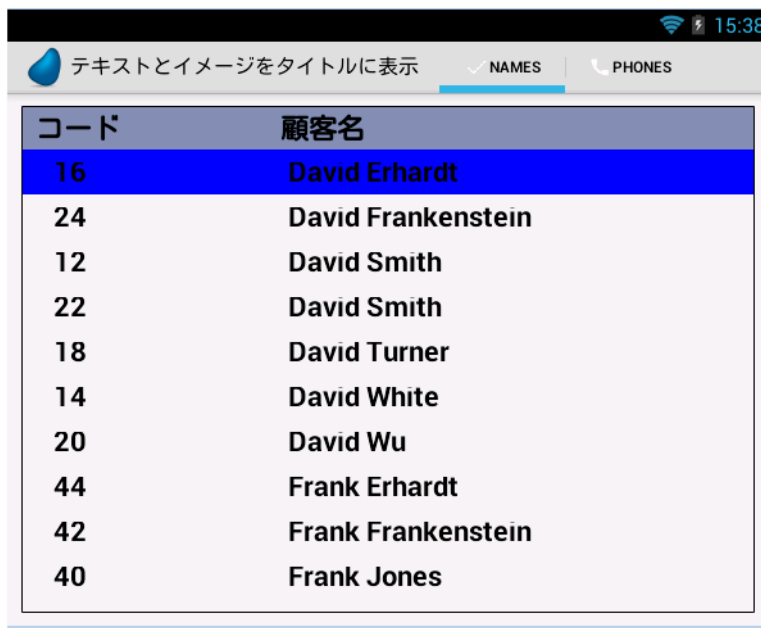 15:38
テキストとイメージをタイトルに表示 NAMES PHONES
コード 顧客名
16 David Erhardt
24 David Frankenstein
12 David Smith
22 David Smith
18 David Turner
14 David White
20 David Wu
44 Frank Erhardt
42 Frank Frankenstein
40 Frank Jones